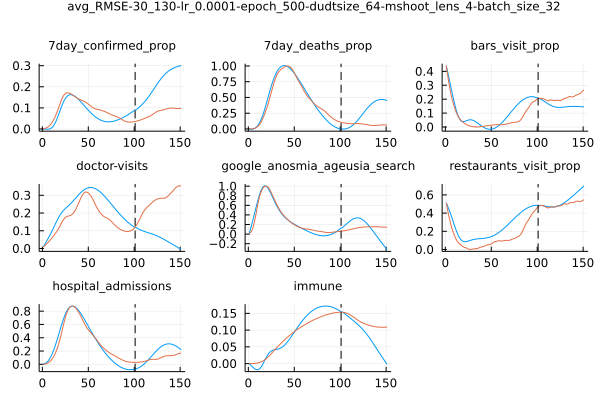 avg_RMSE-30_130-lr_0.0001-epoch_500-dudtsize_64-mshoot_lens_4-batch_size_32
7day_confirmed_prop 7day_deaths_prop bars_visit_prop
0.3 1.00 0.4
0.2 0.75 0.3
0.1 0.50 0.2
0.0 0.25 0.1
0.00 0.0
0 50 100 150 0 50 100 150 0 50 100 150
doctor-visits google_anosmia_ageusia_search restaurants_visit_prop
0.3 1.0 0.6
0.2 0.8 0.4
0.1 0.6 0.2
0.0 0.4 0.0
0.2
0.0
−0.2
0 50 100 150 0 50 100 150 0 50 100 150
hospital_admissions immune
0.8 0.15
0.6 0.10
0.4 0.05
0.2 0.00
0.0
0 50 100 150 0 50 100 150